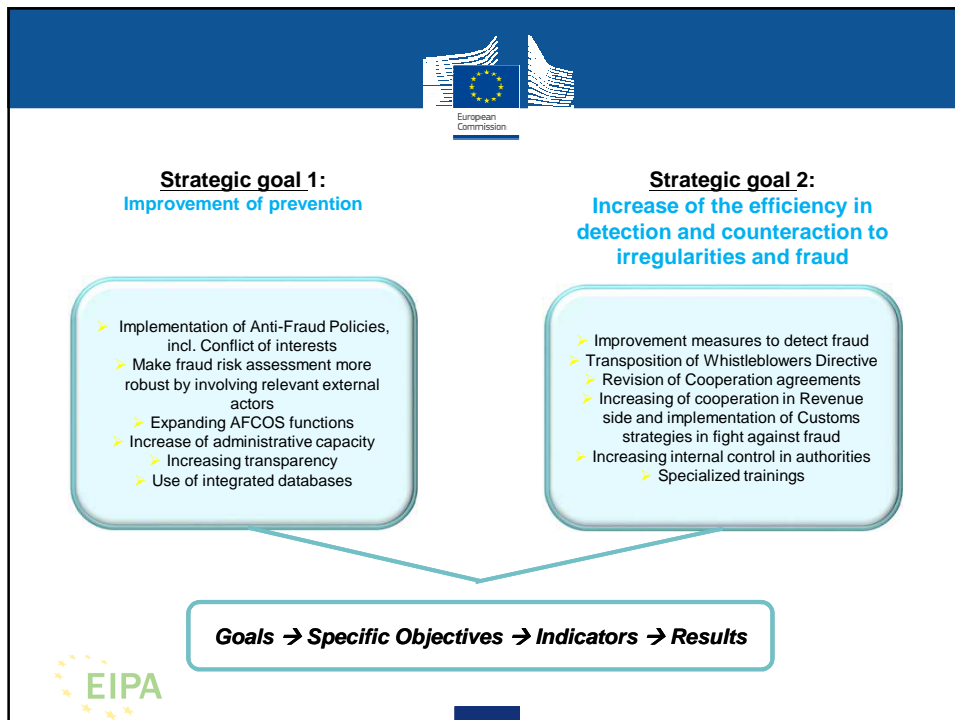 European
Commission
Strategic goal 1:
Improvement of prevention
Strategic goal 2:
Increase of the efficiency in
detection and counteraction to
irregularities and fraud
➢ Implementation of Anti-Fraud Policies,
incl. Conflict of interests
➢ Make fraud risk assessment more
robust by involving relevant external
actors
➢ Expanding AFCOS functions
➢ Increase of administrative capacity
➢ Increasing transparency
➢ Use of integrated databases
➢ Improvement measures to detect fraud
➢ Transposition of Whistleblowers Directive
➢ Revision of Cooperation agreements
➢ Increasing of cooperation in Revenue
side and implementation of Customs
strategies in fight against fraud
➢ Increasing internal control in authorities
➢ Specialized trainings
Goals → Specific Objectives → Indicators → Results
EIPA